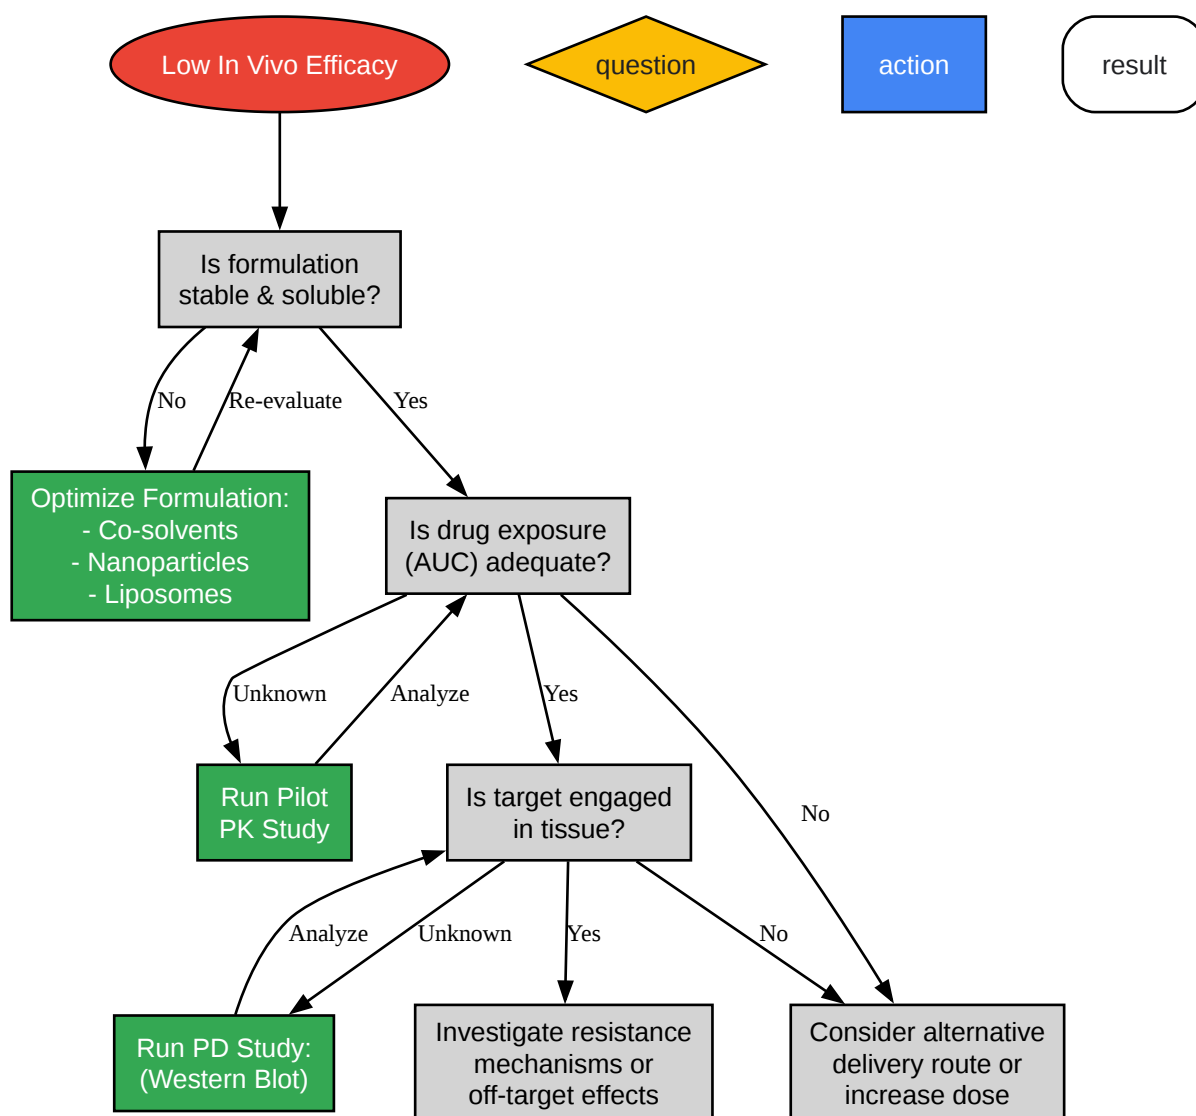 Low In Vivo Efficacy
question
action
result
Is formulation
stable & soluble?
No
Re-evaluate
Yes
Optimize Formulation:
- Co-solvents
- Nanoparticles
- Liposomes
Is drug exposure
(AUC) adequate?
Unknown
Analyze
Yes
No
Run Pilot
PK Study
Is target engaged
in tissue?
Analyze
Unknown
Yes
No
Run PD Study:
(Western Blot)
Investigate resistance
mechanisms or
off-target effects
Consider alternative
delivery route or
increase dose